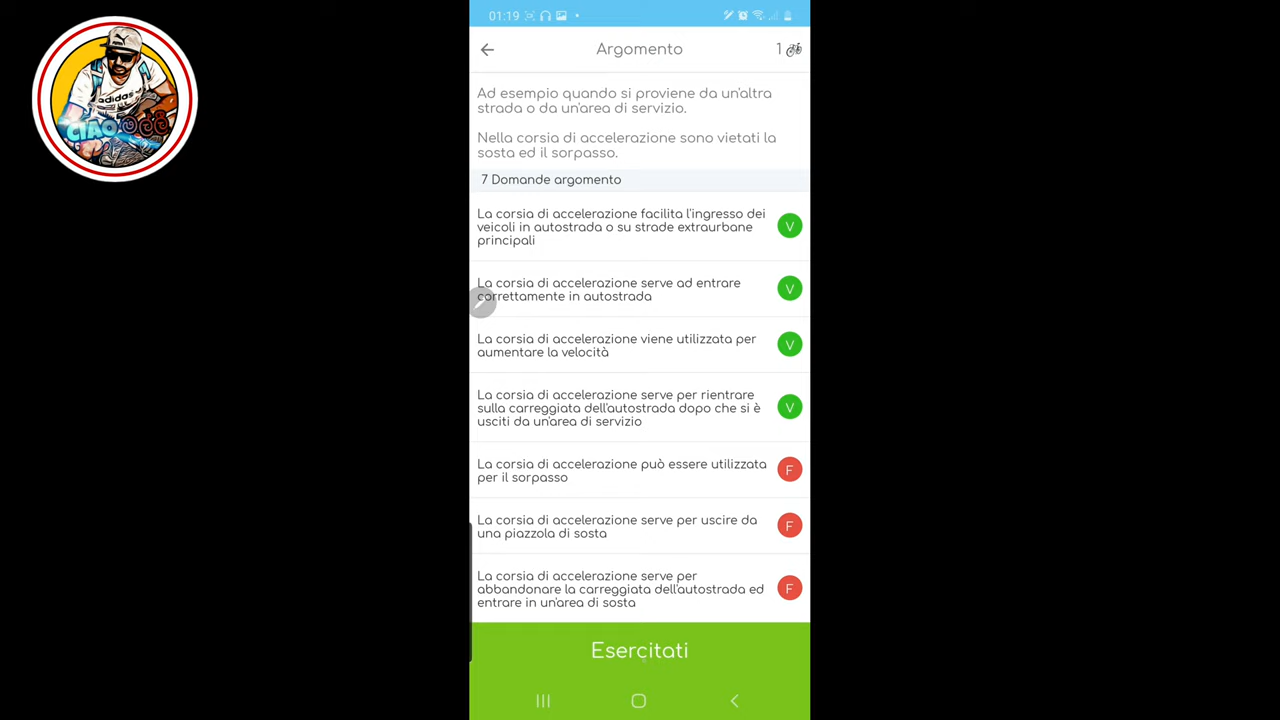 01:19
Argomento
1
Ad esempio quando si proviene da un'altra
strada o da un'area di servizio.
Nella corsia di accelerazione sono vietati la
sosta ed il sorpasso.
7 Domande argomento
La corsia di accelerazione facilita l'ingresso dei
veicoli in autostrada o su strade extraurbane
principali
V
La corsia di accelerazione serve ad entrare
correttamente in autostrada
V
La corsia di accelerazione viene utilizzata per
aumentare la velocità
V
La corsia di accelerazione serve per rientrare
sulla carreggiata dell'autostrada dopo che si è
usciti da un'area di servizio
V
La corsia di accelerazione può essere utilizzata
per il sorpasso
F
La corsia di accelerazione serve per uscire da
una piazzola di sosta
F
La corsia di accelerazione serve per
abbandonare la carreggiata dell'autostrada ed
entrare in un'area di sosta
F
Esercitati
adidas
CIAO